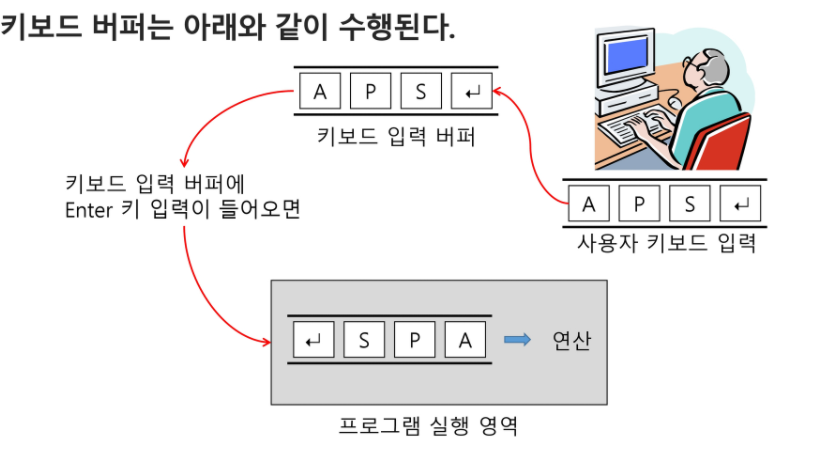 키보드 버퍼는 아래와 같이 수행된다.
A P S ↵
키보드 입력 버퍼
키보드 입력 버퍼에
Enter 키 입력이 들어오면
A P S ↵
사용자 키보드 입력
↵ S P A 연산
프로그램 실행 영역